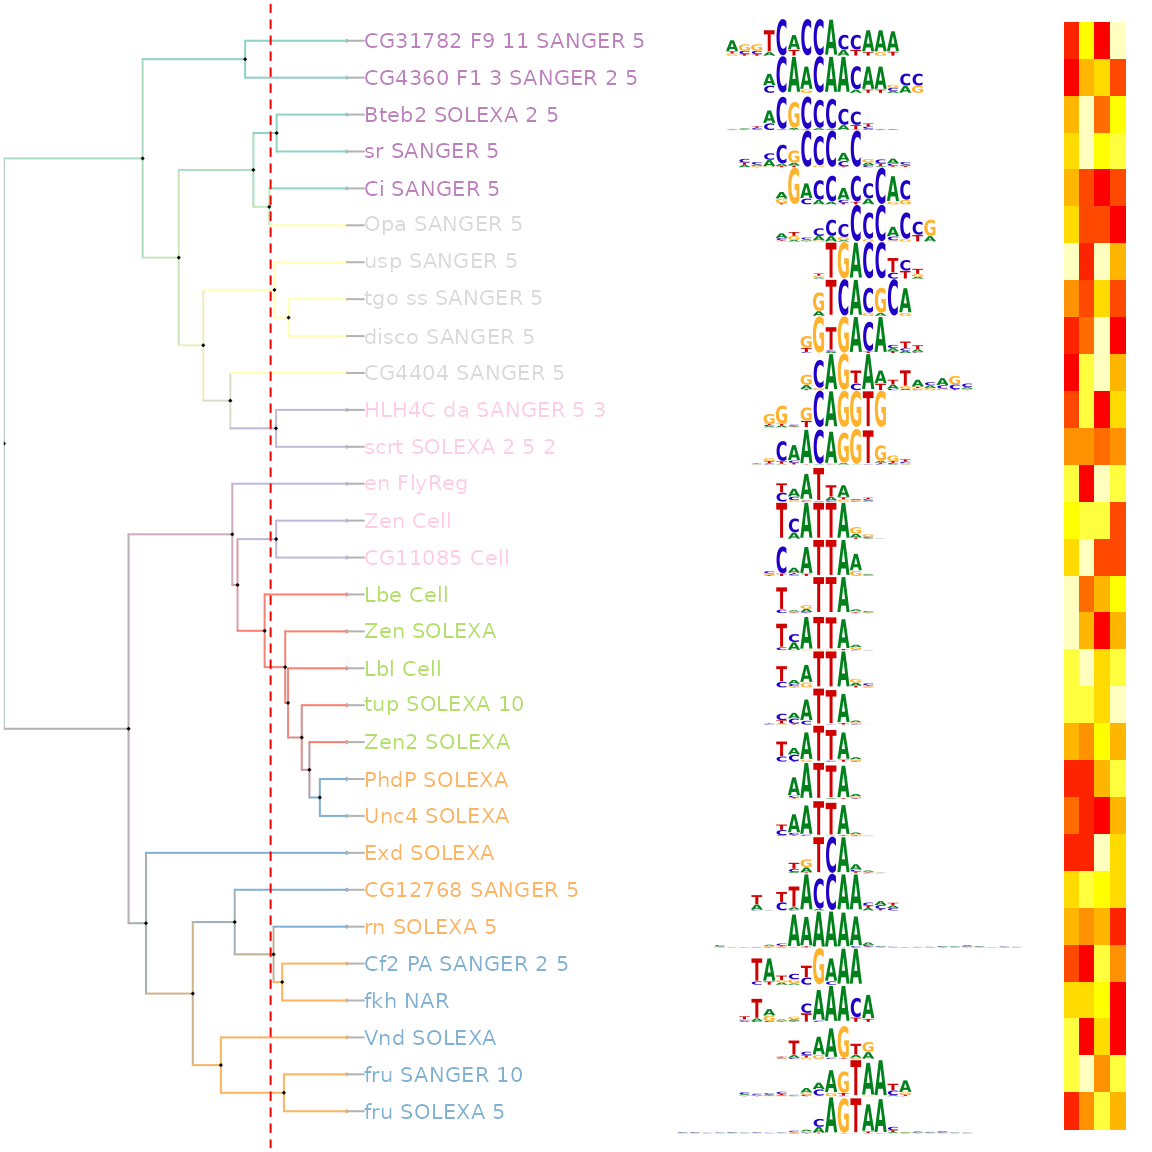 CG31782 F9 11 SANGER 5
CG4360 F1 3 SANGER 2 5
Bteb2 SOLEXA 2 5
sr SANGER 5
Ci SANGER 5
Opa SANGER 5
usp SANGER 5
tgo ss SANGER 5
disco SANGER 5
CG4404 SANGER 5
HLH4C da SANGER 5 3
scrt SOLEXA 2 5 2
en FlyReg
Zen Cell
CG11085 Cell
Lbe Cell
Zen SOLEXA
Lbl Cell
tup SOLEXA 10
Zen2 SOLEXA
PhdP SOLEXA
Unc4 SOLEXA
Exd SOLEXA
CG12768 SANGER 5
rn SOLEXA 5
Cf2 PA SANGER 2 5
fkh NAR
Vnd SOLEXA
fru SANGER 10
fru SOLEXA 5